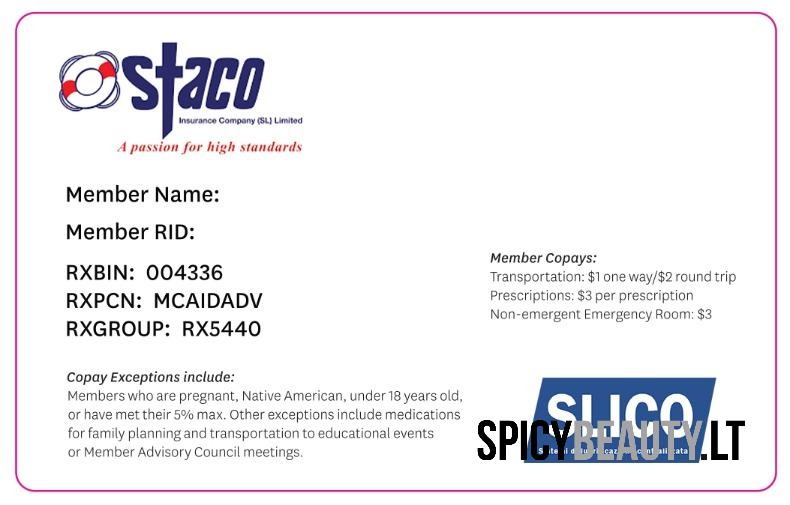 staco
Insurance Company (SL) Limited
A passion for high standards
Member Name:
Member RID:
RXBIN: 004336
RXPCN: MCAIDADV
RXGROUP: RX5440
Member Copays:
Transportation: $1 one way/$2 round trip
Prescriptions: $3 per prescription
Non-emergent Emergency Room: $3
Copay Exceptions include:
Members who are pregnant, Native American, under 18 years old,
or have met their 5% max. Other exceptions include medications
for family planning and transportation to educational events
or Member Advisory Council meetings.
SLICO
SPICYBEAUTY.LT